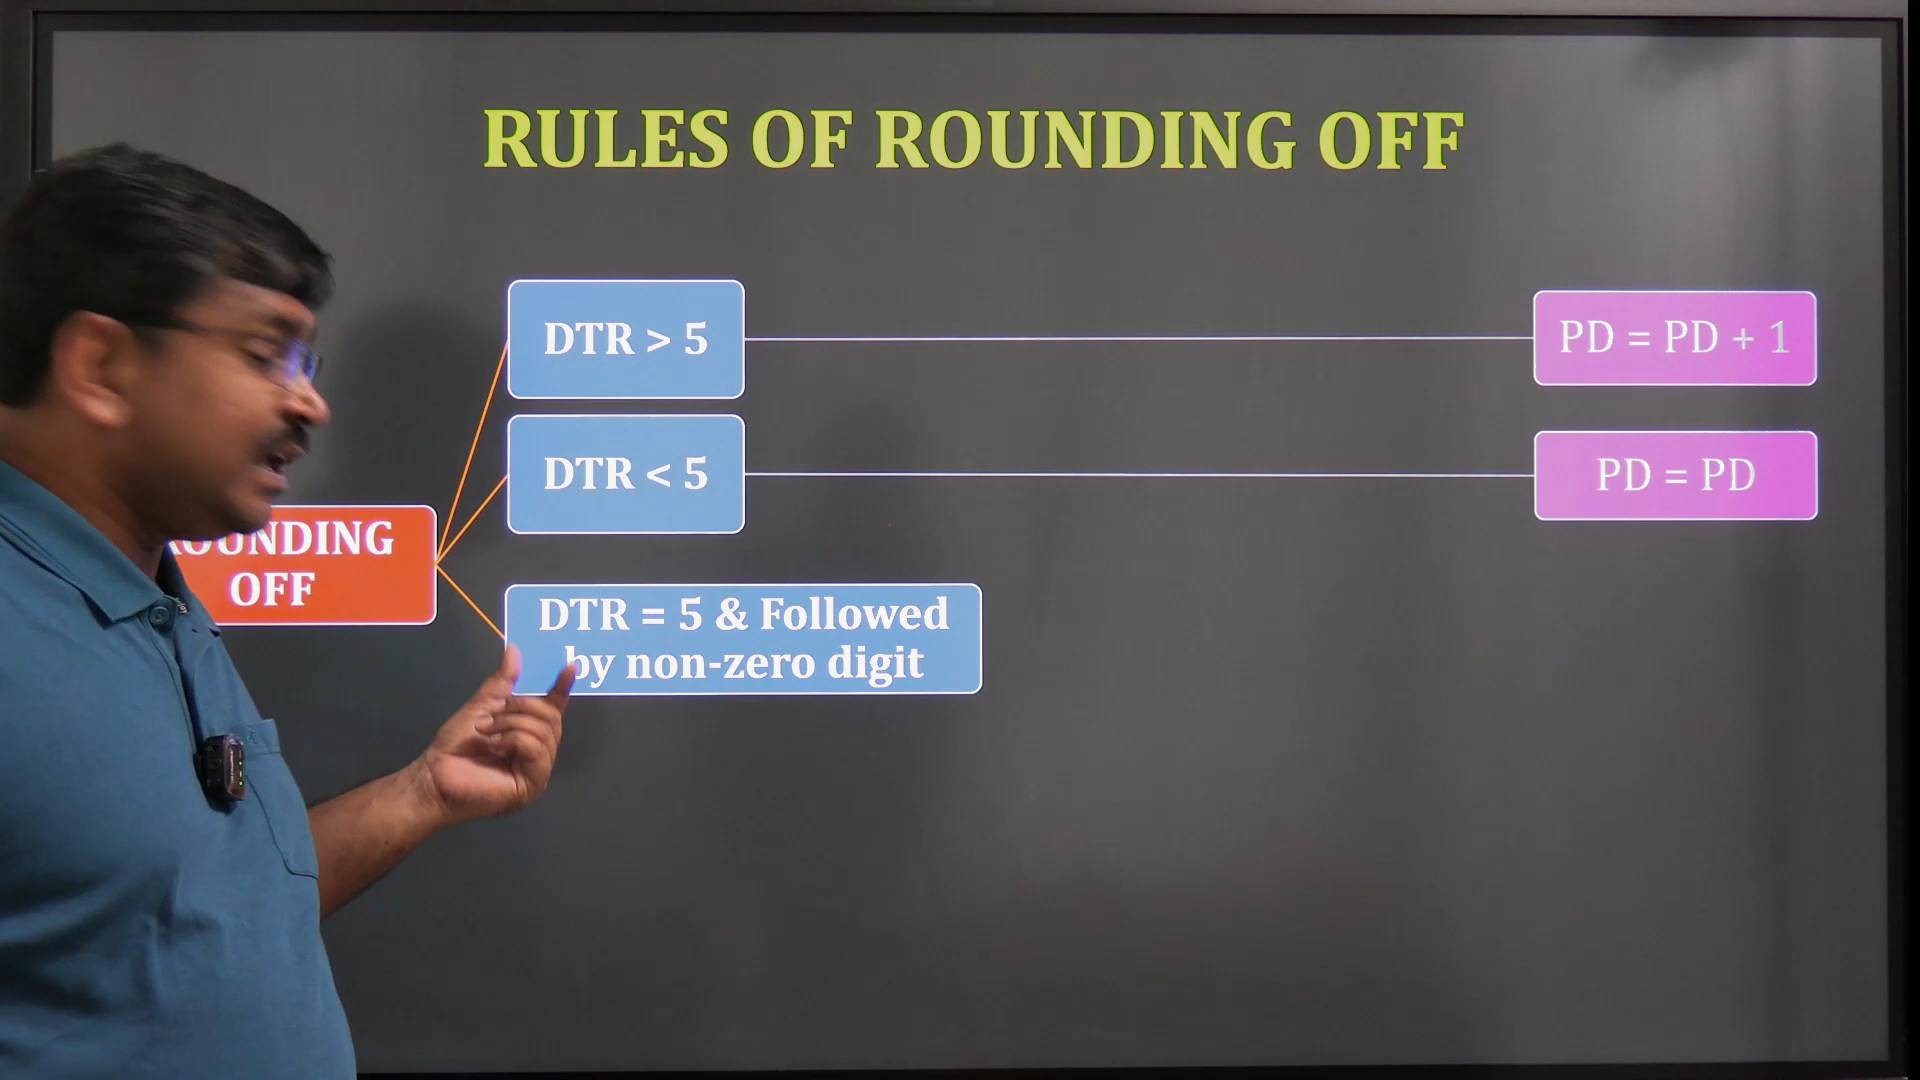 RULES OF ROUNDING OFF
DTR > 5
PD = PD + 1
DTR < 5
PD = PD
ROUNDING
OFF
DTR = 5 & Followed
by non-zero digit